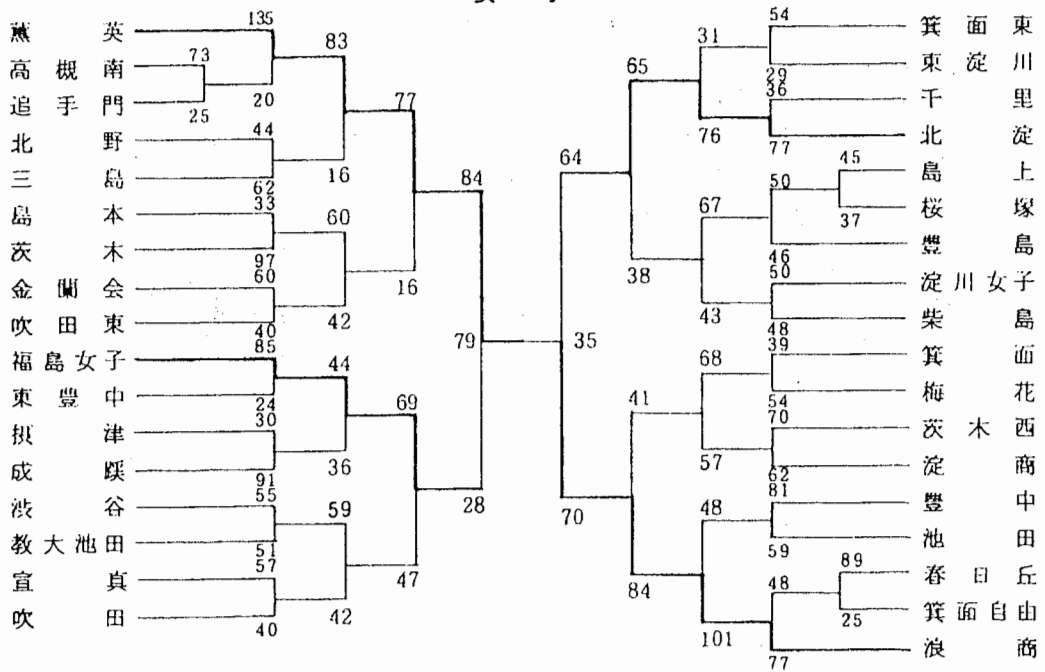 薫英
高槻南
追手門
北野
三島
島本
茨木
金蘭会
吹田東
福島女子
東豊中
摂津
成蹊
渋谷
教大池田
宣真
吹田
135
73
25
20
44
62
33
97
60
40
85
24
30
91
55
51
57
40
83
16
60
42
44
36
59
42
77
16
69
47
84
28
79
35
64
70
65
38
41
84
31
76
67
43
68
57
48
101
54
29
36
77
45
37
50
46
50
48
39
54
70
62
81
59
89
25
48
77
箕面東
東淀川
千里
北淀
島上
桜塚
豊島
淀川女子
柴島
箕面
梅花
茨木西
淀商
豊中
池田
春日丘
箕面自由
浪商